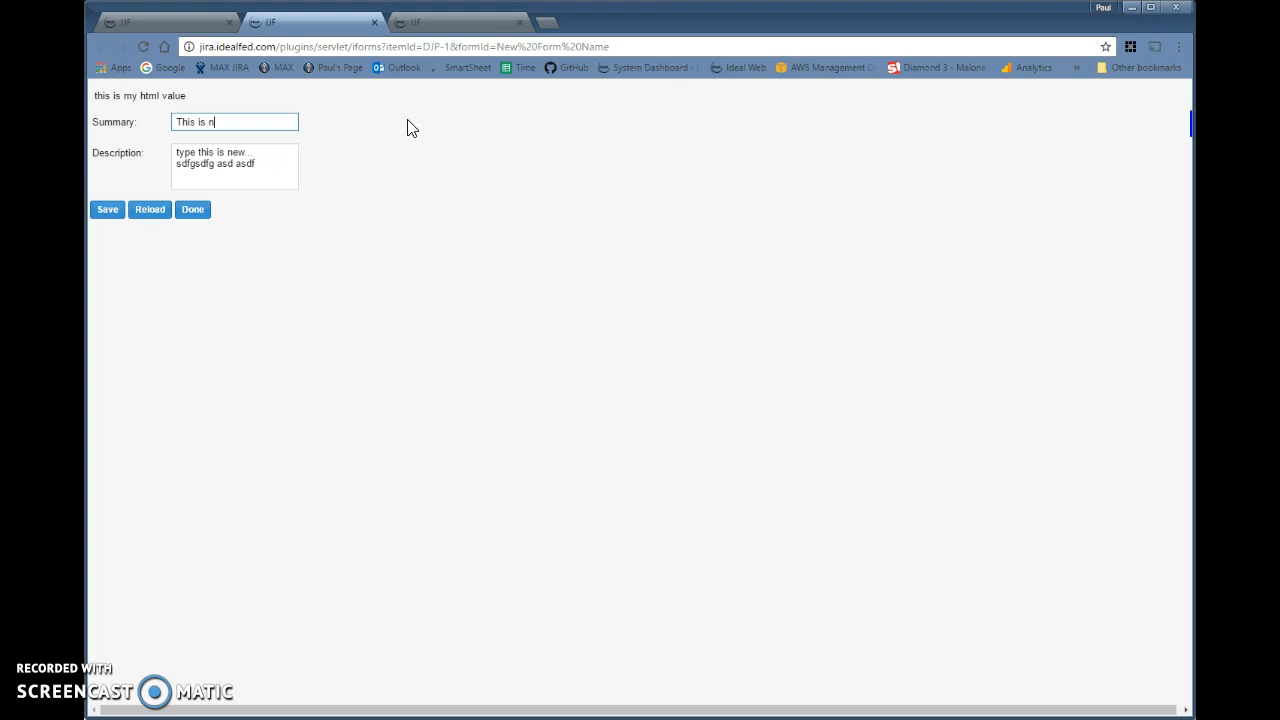 Paul
IJF
IJF
IJF
jira.idealfed.com/plugins/servlet/iforms?itemId=DJP-1&formId=New%20Form%20Name
Apps Google MAX JIRA MAX Paul's Page Outlook SmartSheet Time GitHub System Dashboard - Ideal Web AWS Management Diamond 3 - Malone Analytics » Other bookmarks
this is my html value
Summary: This is n
Description: type this is new...
sdfgsdfg asd asdf
Save Reload Done
RECORDED WITH
SCREENCAST MATIC